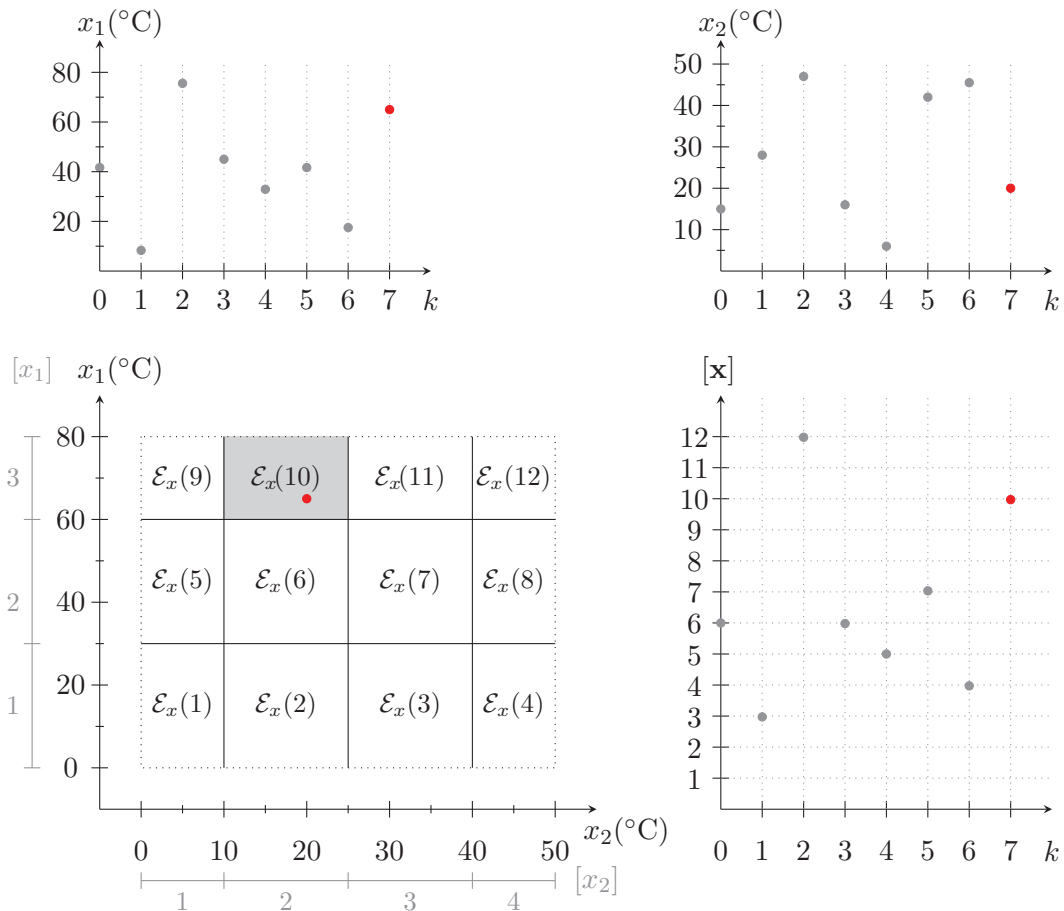 x₁(°C)
80
60
40
20
0 1 2 3 4 5 6 7 k
x₂(°C)
50
40
30
20
10
0 1 2 3 4 5 6 7 k
[x₁] x₁(°C)
3 80 ℰₓ(9) ℰₓ(10) ℰₓ(11) ℰₓ(12)
60
2 40 ℰₓ(5) ℰₓ(6) ℰₓ(7) ℰₓ(8)
1 20 ℰₓ(1) ℰₓ(2) ℰₓ(3) ℰₓ(4)
0
x₂(°C)
0 10 25 40 50
1 2 3 4 [x₂]
[x]
12
11
10
9
8
7
6
5
4
3
2
1
0 1 2 3 4 5 6 7 k